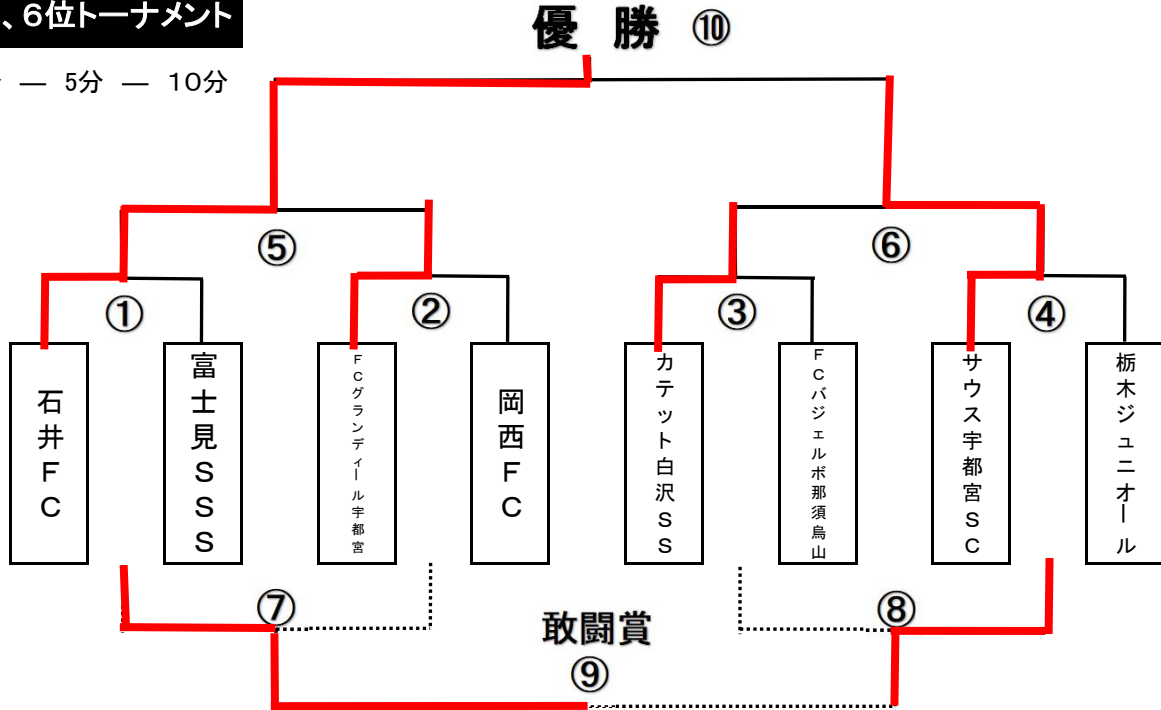 、６位トーナメント
優 勝 ⑩
― 5分 ― 10分
⑤
⑥
①
②
③
④
石井FC
富士見SSS
FCグランディール宇都宮
岡西FC
カテット白沢SS
FCバジェルボ那須烏山
サウス宇都宮SC
栃木ジュニオール
⑦
⑧
敢闘賞
⑨